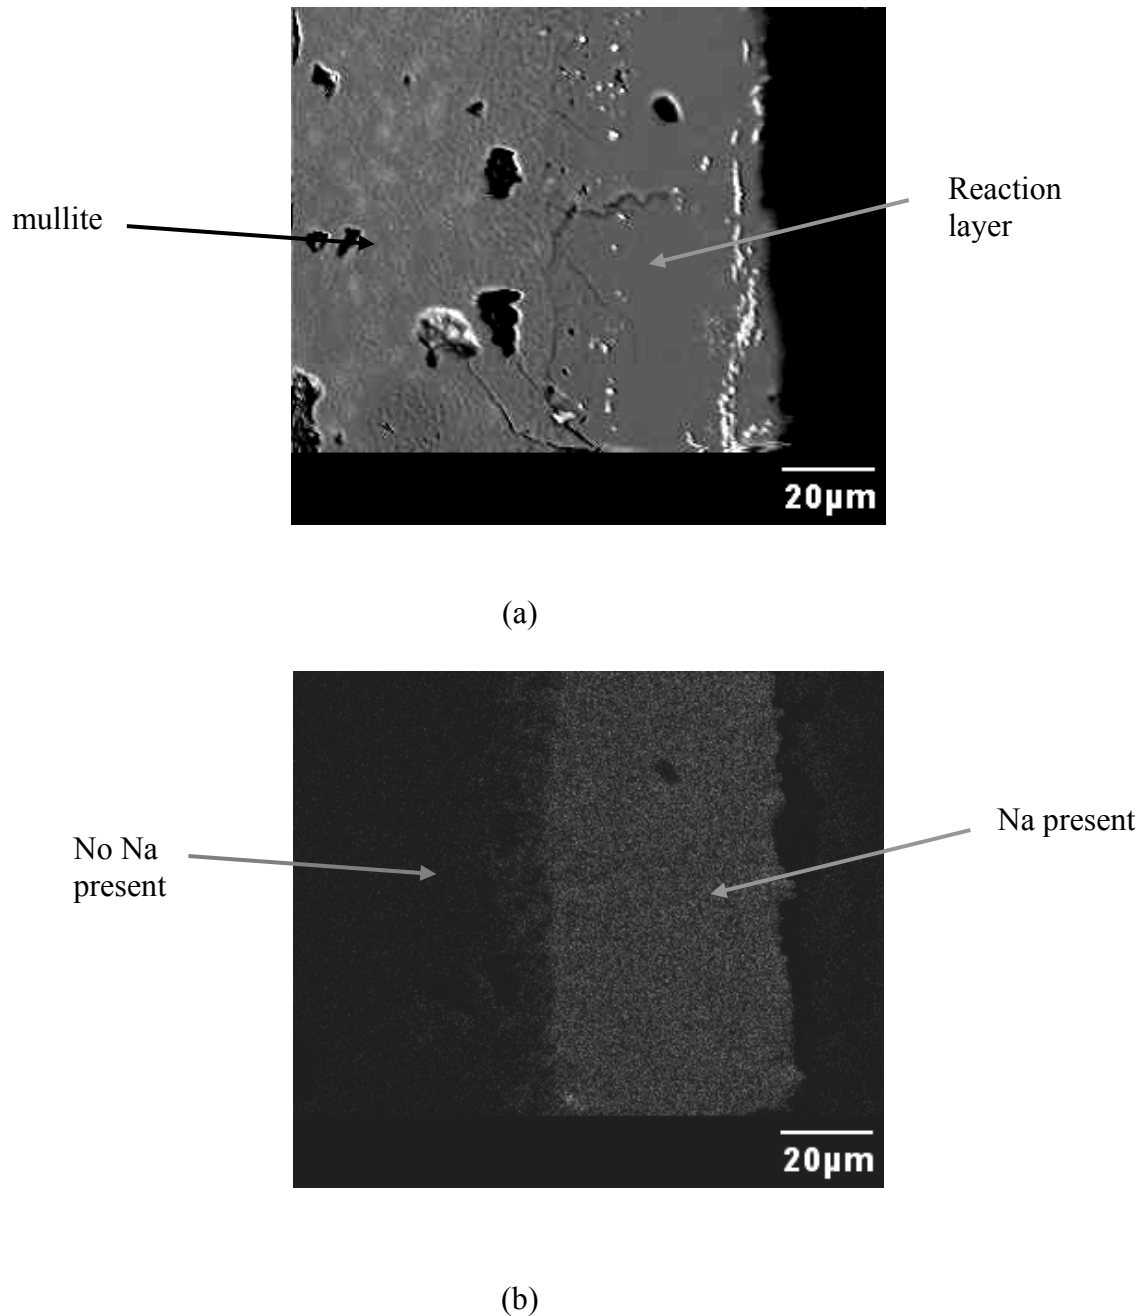 mullite
Reaction
layer
20µm
(a)
No Na
present
Na present
20µm
(b)